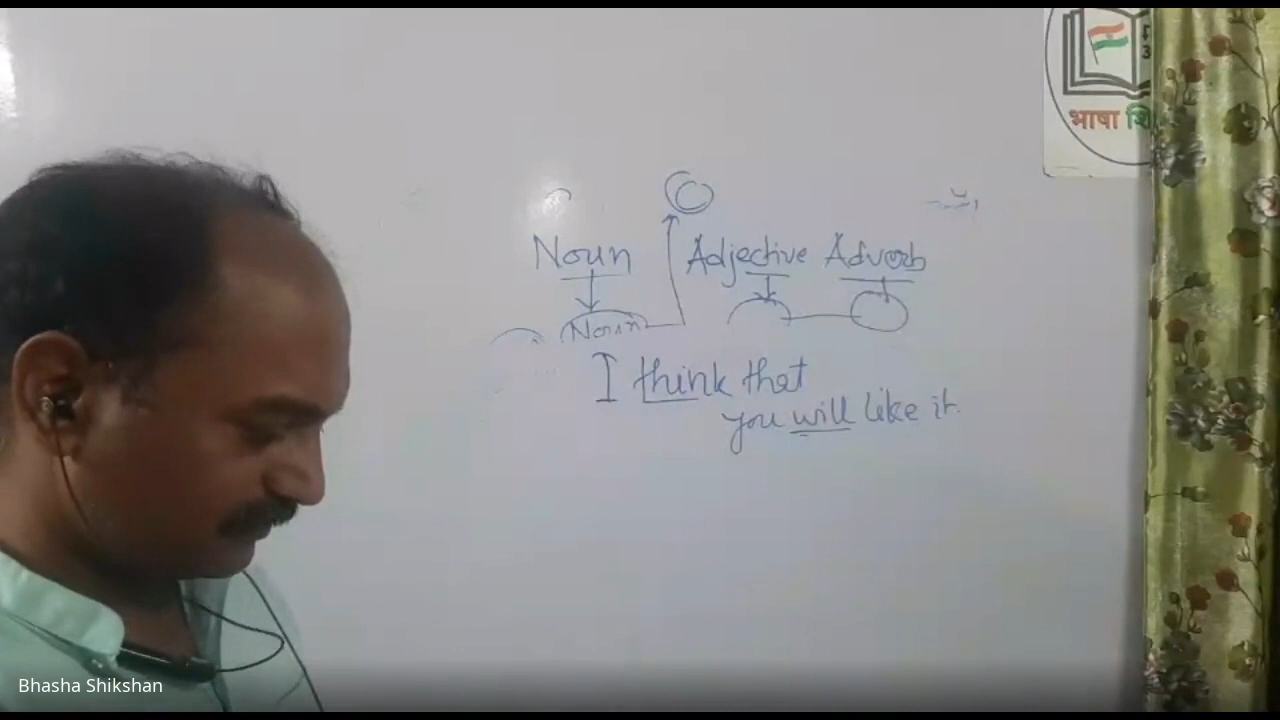 भाषा
©
Noun Adjective Adverb
Noun
I think that
you will like it.
Bhasha Shikshan